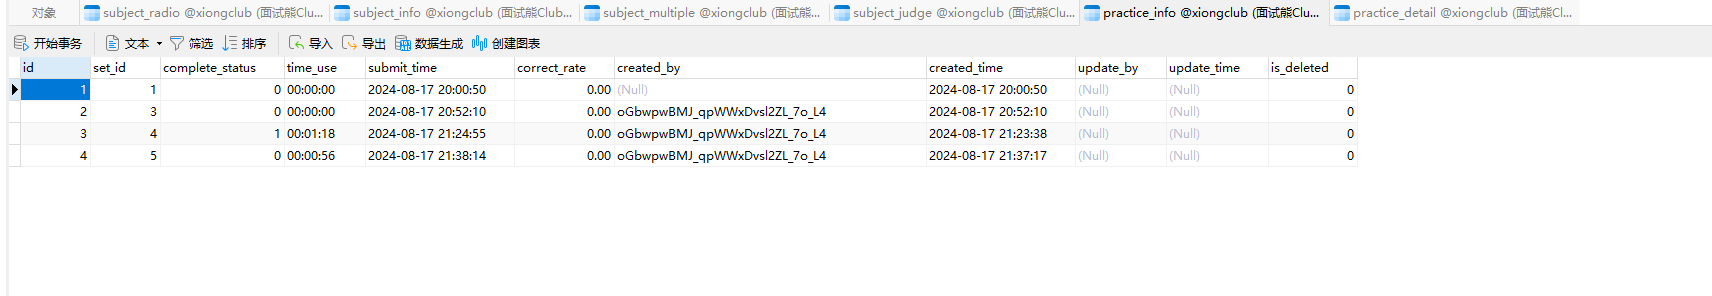 对象 subject_radio @xiongclub (面试熊Clu... subject_info @xiongclub (面试熊Club... subject_multiple @xiongclub (面试熊... subject_judge @xiongclub (面试熊Cl... practice_info @xiongclub (面试熊Clu... practice_detail @xiongclub (面试熊C...
开始事务 文本 筛选 排序 导入 导出 数据生成 创建图表
id set_id complete_status time_use submit_time correct_rate created_by created_time update_by update_time is_deleted
1 1 0 00:00:00 2024-08-17 20:00:50 0.00 (Null) 2024-08-17 20:00:50 (Null) (Null) 0
2 3 0 00:00:00 2024-08-17 20:52:10 0.00 oGbwpwBMJ_qpWWxDvsl2ZL_7o_L4 2024-08-17 20:52:10 (Null) (Null) 0
3 4 1 00:01:18 2024-08-17 21:24:55 0.00 oGbwpwBMJ_qpWWxDvsl2ZL_7o_L4 2024-08-17 21:23:38 (Null) (Null) 0
4 5 0 00:00:56 2024-08-17 21:38:14 0.00 oGbwpwBMJ_qpWWxDvsl2ZL_7o_L4 2024-08-17 21:37:17 (Null) (Null) 0